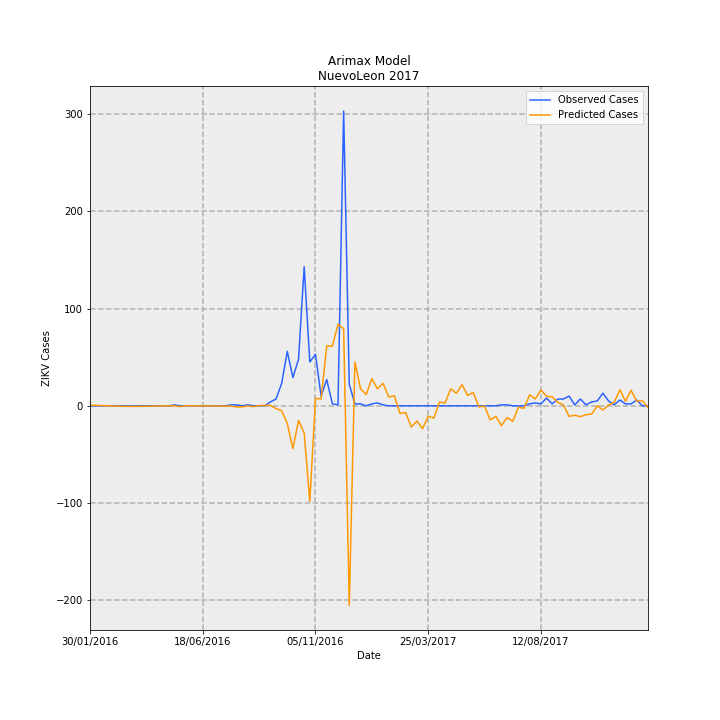 Arimax Model
NuevoLeon 2017
Observed Cases
Predicted Cases
ZIKV Cases
300
200
100
0
−100
−200
30/01/2016
18/06/2016
05/11/2016
25/03/2017
12/08/2017
Date